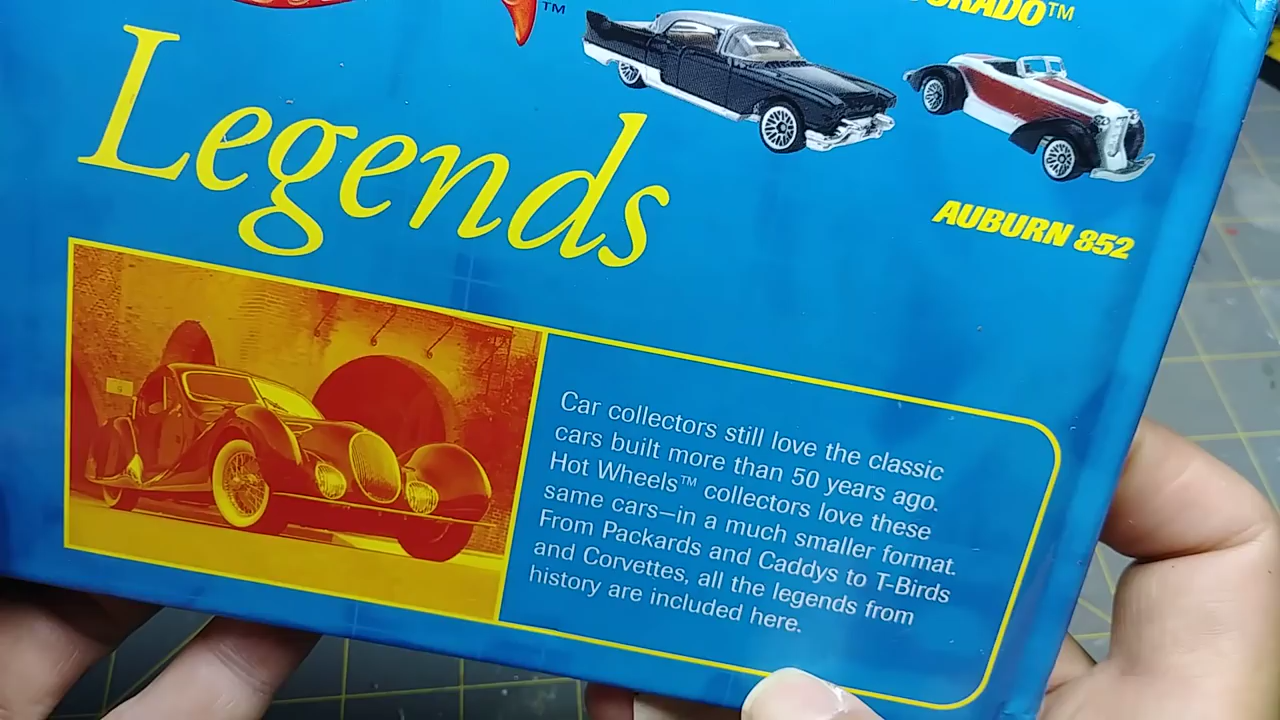 TM
ORADO™
Legends
AUBURN 852
Car collectors still love the classic
cars built more than 50 years ago.
Hot Wheels™ collectors love these
same cars—in a much smaller format.
From Packards and Caddys to T-Birds
and Corvettes, all the legends from
history are included here.